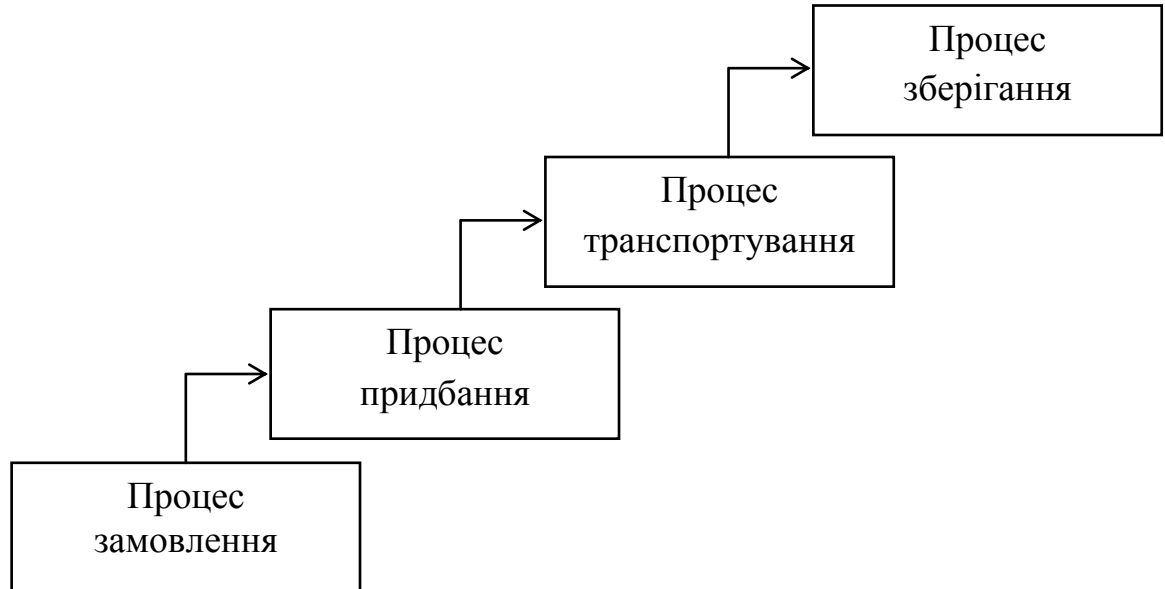 Процес
зберігання
Процес
транспортування
Процес
придбання
Процес
замовлення